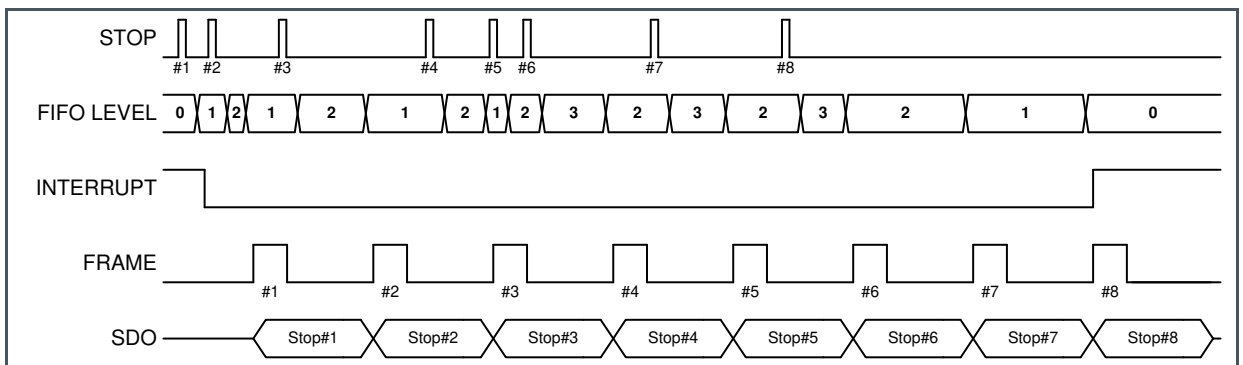 STOP
#1 #2 #3 #4 #5 #6 #7 #8
FIFO LEVEL 0 1 2 1 2 1 2 1 2 3 2 3 2 3 2 1 0
INTERRUPT
FRAME
#1 #2 #3 #4 #5 #6 #7 #8
SDO Stop#1 Stop#2 Stop#3 Stop#4 Stop#5 Stop#6 Stop#7 Stop#8